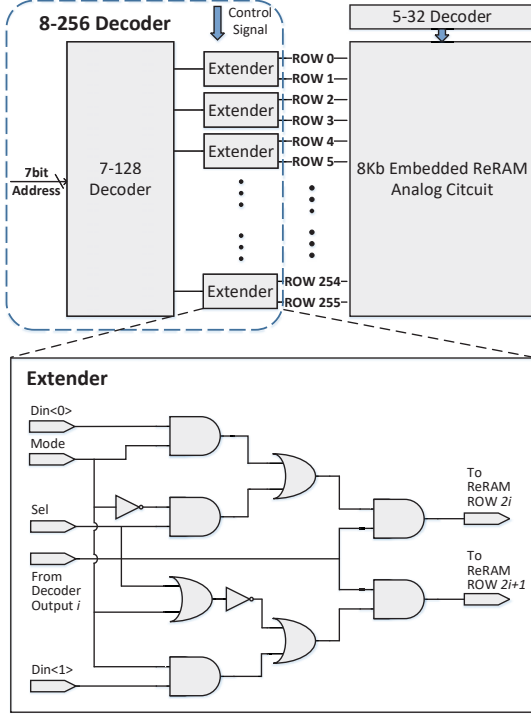 8-256 Decoder
Control
Signal
5-32 Decoder
7bit
Address
7-128
Decoder
Extender
Extender
Extender
Extender
ROW 0
ROW 1
ROW 2
ROW 3
ROW 4
ROW 5
ROW 254
ROW 255
8Kb Embedded ReRAM
Analog Citcuit
Extender
Din<0>
Mode
Sel
From
Decoder
Output i
Din<1>
To
ReRAM
ROW 2i
To
ReRAM
ROW 2i+1